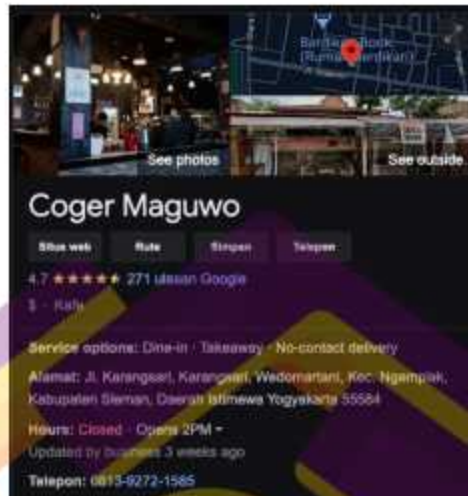 See photos
See outside
Coger Maguwo
Situs web
Rute
Simpan
Telepon
4.7 271 ulasan Google
$ · Kafe
Service options: Dine-in · Takeaway · No-contact delivery
Alamat: Jl. Karangsari, Karangsari, Wedomartani, Kec. Ngemplak,
Kabupaten Sleman, Daerah Istimewa Yogyakarta 55584
Hours: Closed · Opens 2PM
Updated by business 3 weeks ago
Telepon: 0813-9272-1585